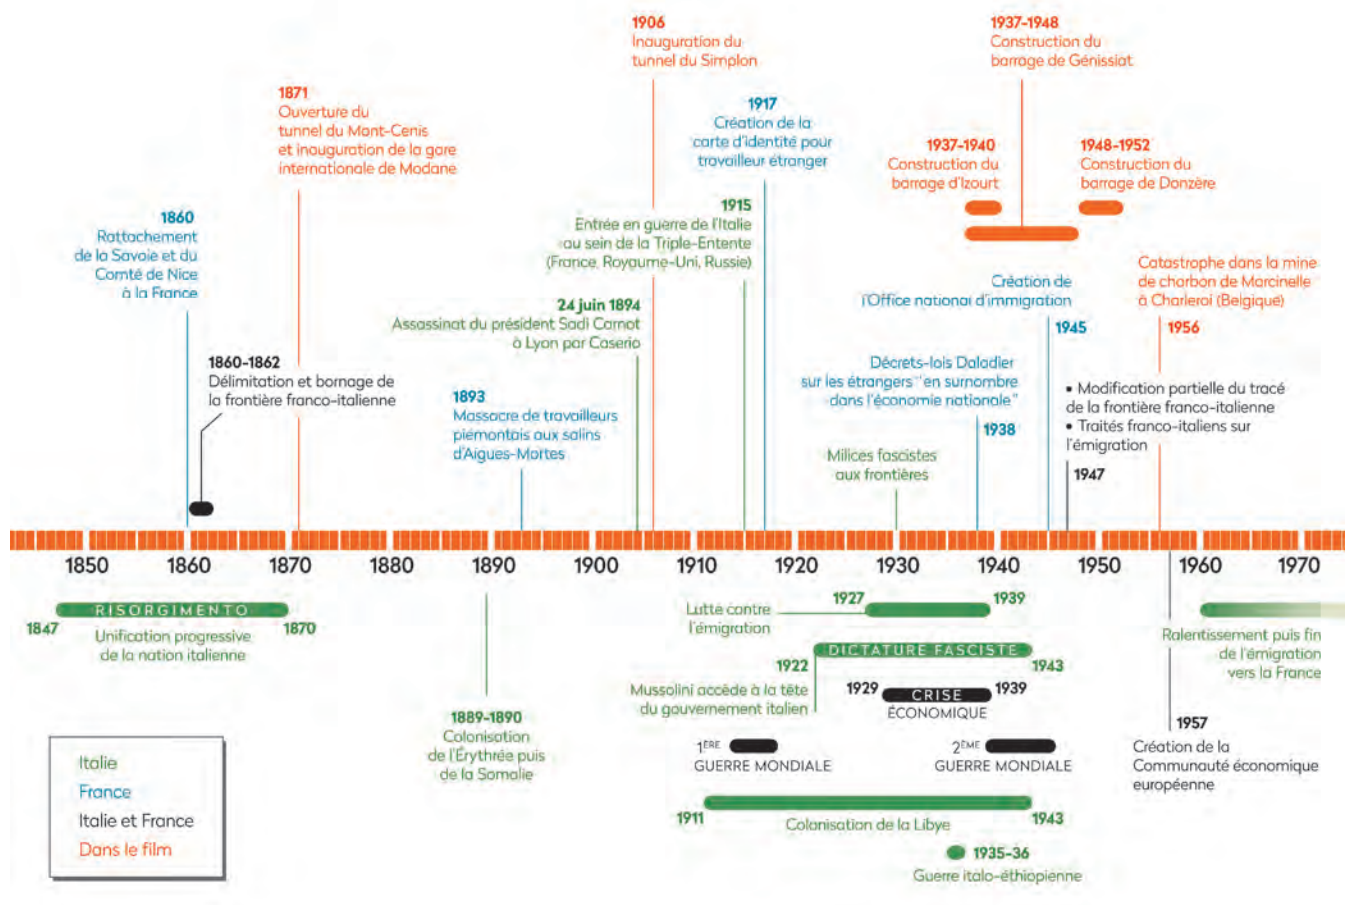 1906
Inauguration du
tunnel du Simplon
1937-1948
Construction du
barrage de Génissiat
1871
Ouverture du
tunnel du Mont-Cenis
et inauguration de la gare
internationale de Modane
1917
Création de la
carte d'identité pour
travailleur étranger
1937-1940
Construction du
barrage d'Izourt
1948-1952
Construction du
barrage de Donzère
1860
Rattachement
de la Savoie et du
Comté de Nice
à la France
1915
Entrée en guerre de l'Italie
au sein de la Triple-Entente
(France, Royaume-Uni, Russie)
Catastrophe dans la mine
de charbon de Marcinelle
à Charleroi (Belgique)
1956
Création de
l'Office national d'immigration
1945
24 juin 1894
Assassinat du président Sadi Carnot
à Lyon par Caserio
1860-1862
Délimitation et bornage de
la frontière franco-italienne
Décrets-lois Daladier
sur les étrangers "en surnombre
dans l'économie nationale"
1938
• Modification partielle du tracé
de la frontière franco-italienne
• Traités franco-italiens sur
l'émigration
1947
1893
Massacre de travailleurs
piémontais aux salins
d'Aigues-Mortes
Milices fascistes
aux frontières
1850 1860 1870 1880 1890 1900 1910 1920 1930 1940 1950 1960 1970
RISORGIMENTO
1847 1870
Unification progressive
de la nation italienne
Lutte contre
l'émigration
1927 1939
DICTATURE FASCISTE
1922 1943
Mussolini accède à la tête
du gouvernement italien
1929 CRISE 1939
ÉCONOMIQUE
Ralentissement puis fin
de l'émigration
vers la France
1889-1890
Colonisation
de l'Érythrée puis
de la Somalie
1ÈRE
GUERRE MONDIALE
2ÈME
GUERRE MONDIALE
1957
Création de la
Communauté économique
européenne
1911 1943
Colonisation de la Libye
1935-36
Guerre italo-éthiopienne
Italie
France
Italie et France
Dans le film